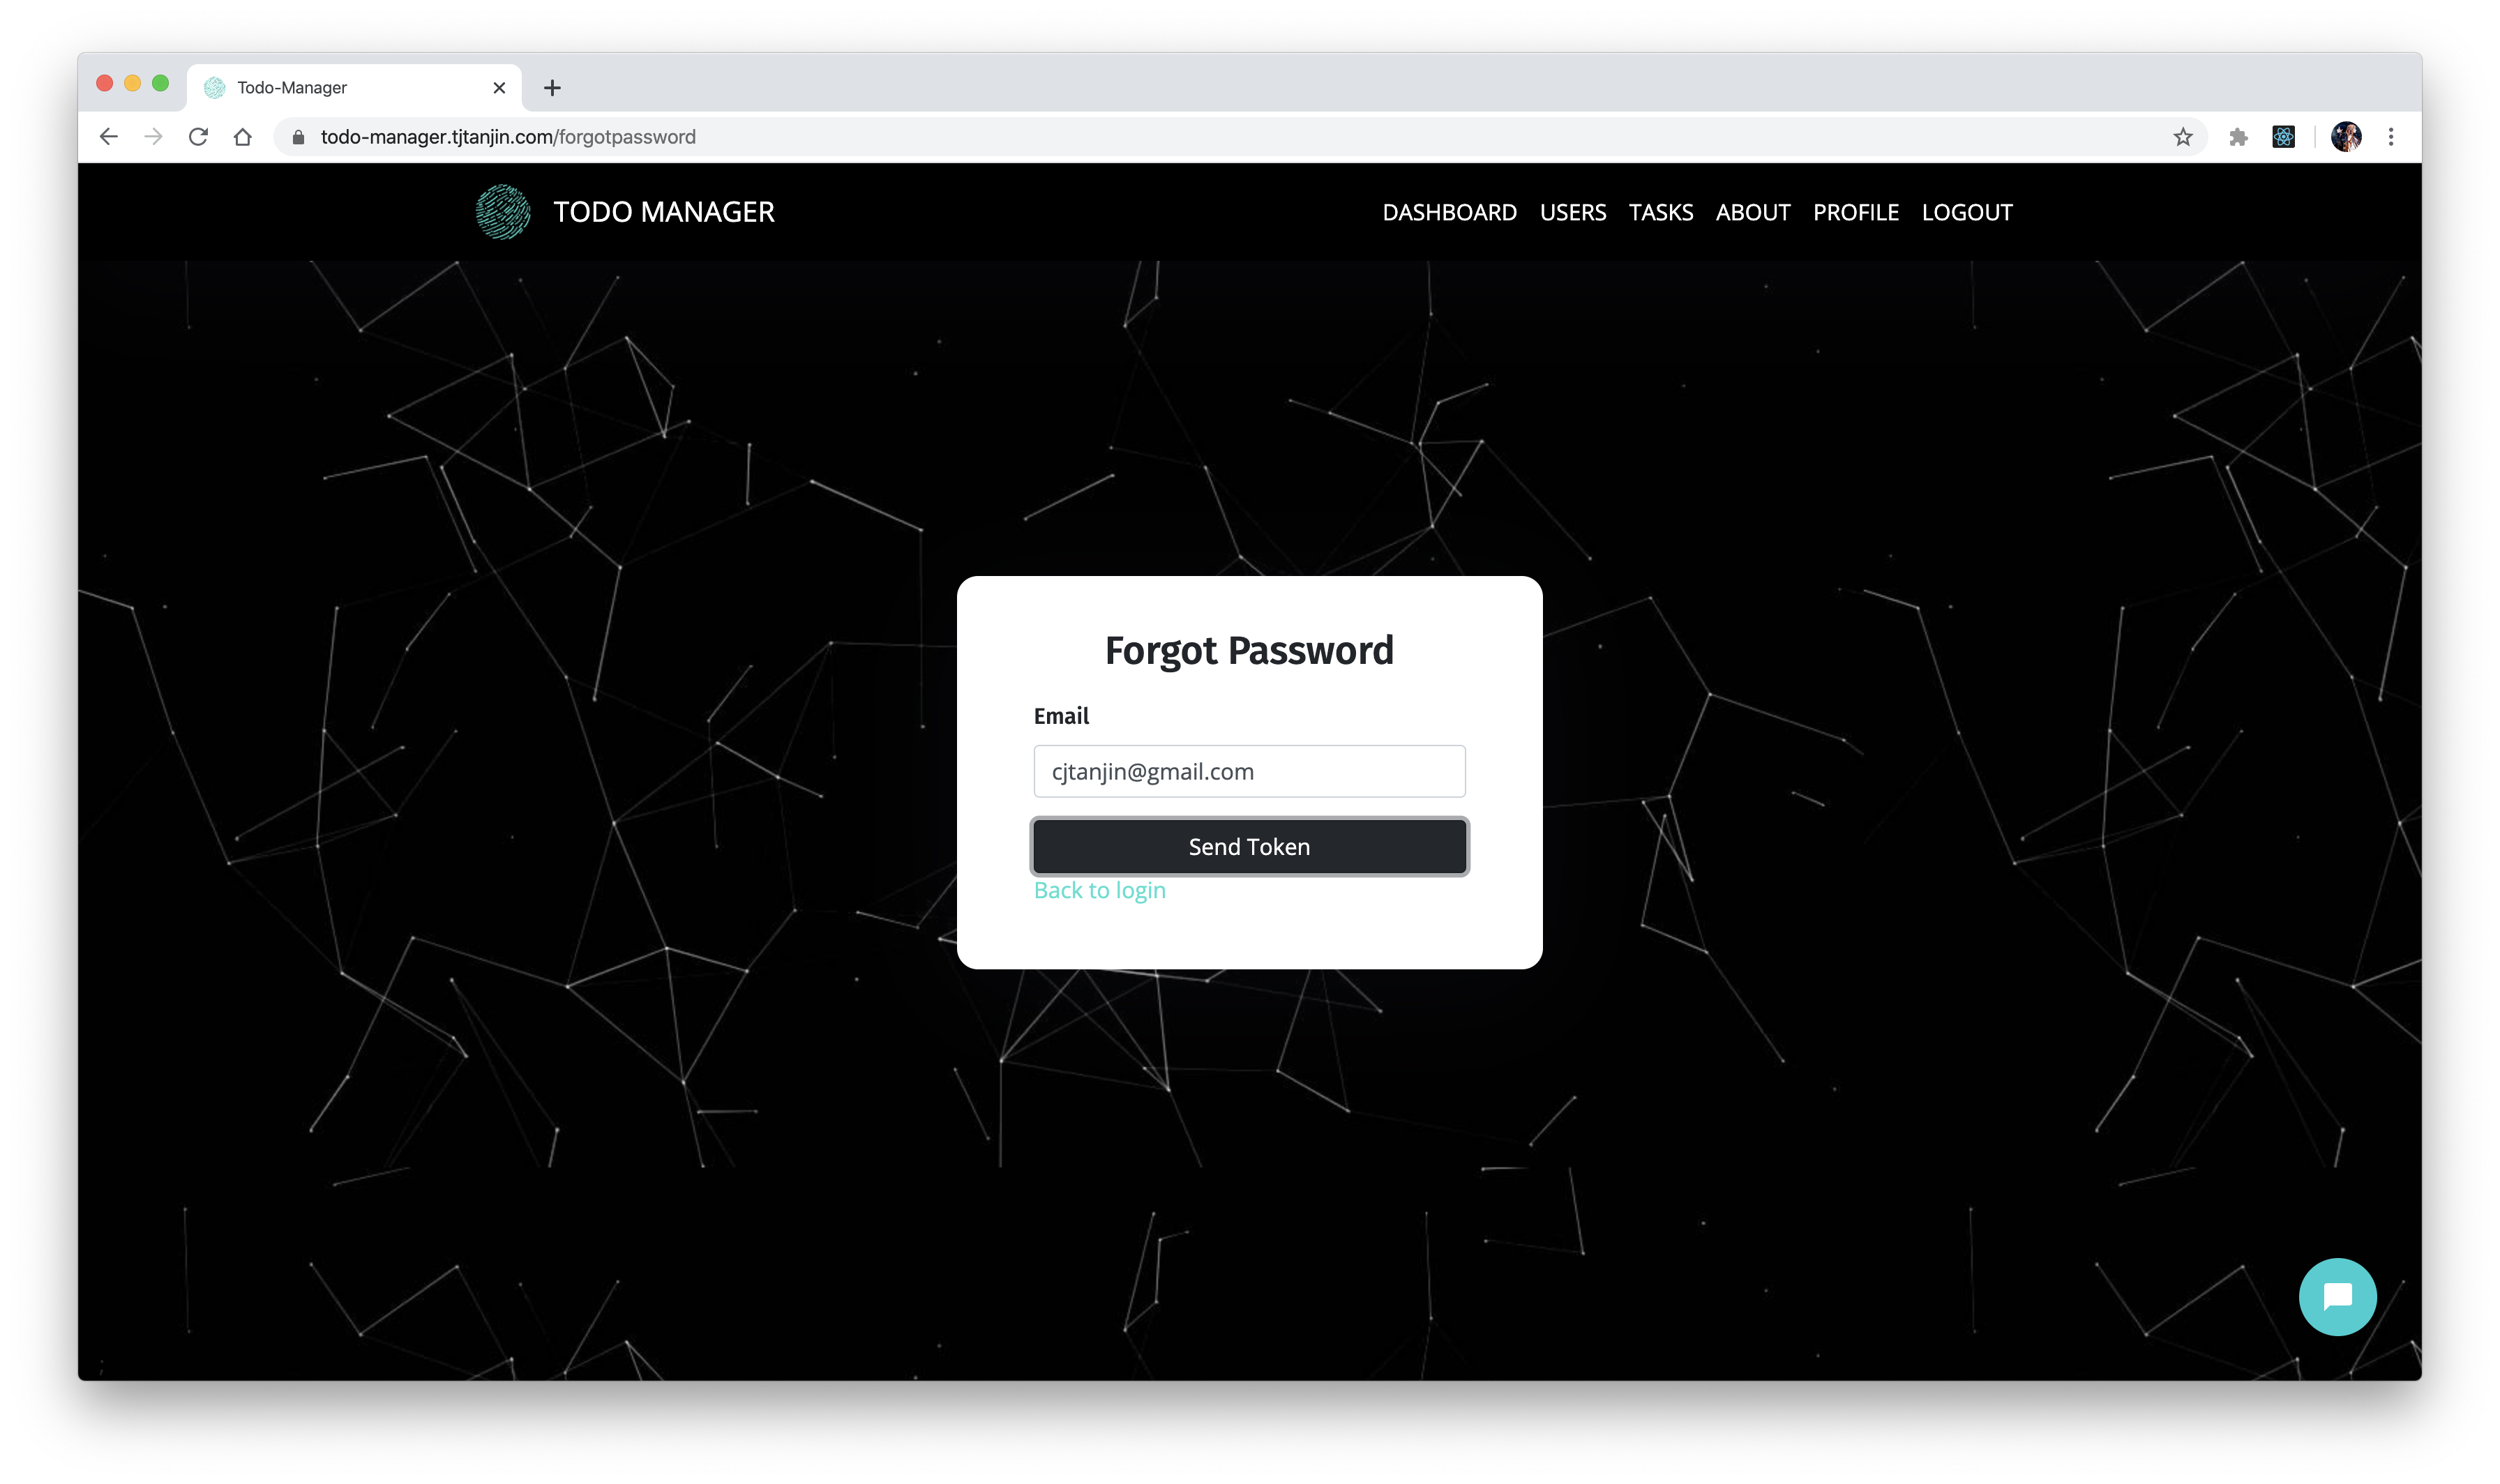 Todo-Manager
todo-manager.tjtanjin.com/forgotpassword
TODO MANAGER
DASHBOARD USERS TASKS ABOUT PROFILE LOGOUT
Forgot Password
Email
cjtanjin@gmail.com
Send Token
Back to login